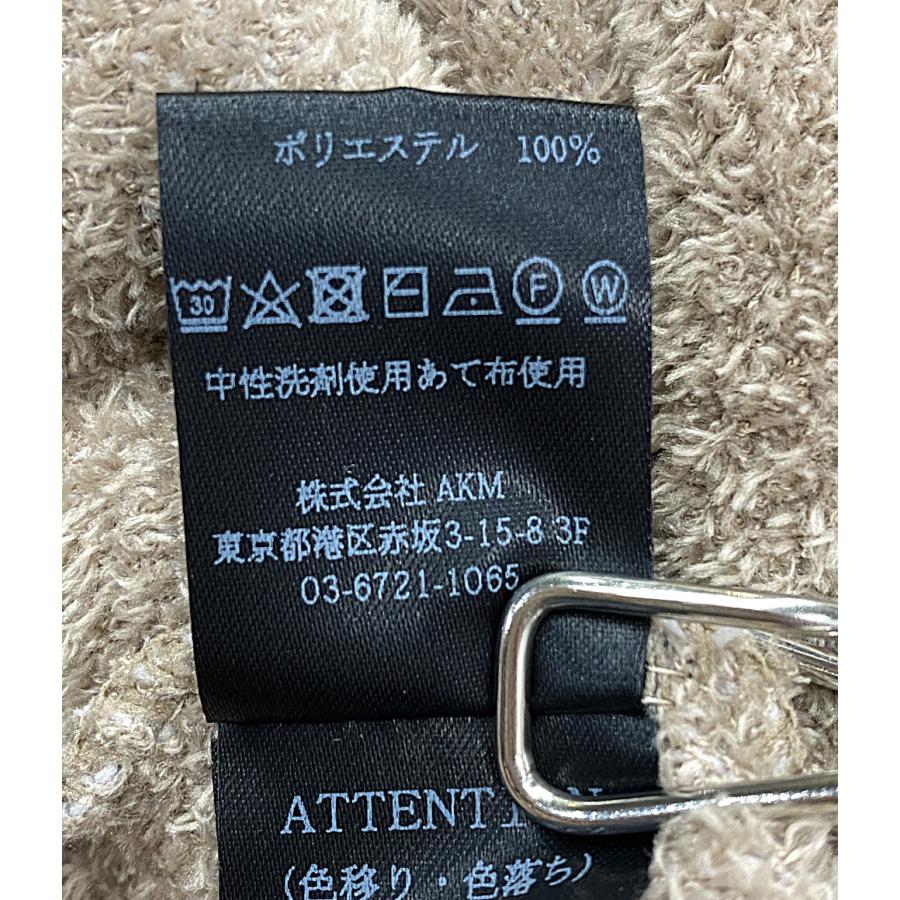 ポリエステル 100%
30 F W
中性洗剤使用あて布使用
株式会社 AKM
東京都港区赤坂3-15-8 3F
03-6721-1065
ATTENTION
(色移り・色落ち)